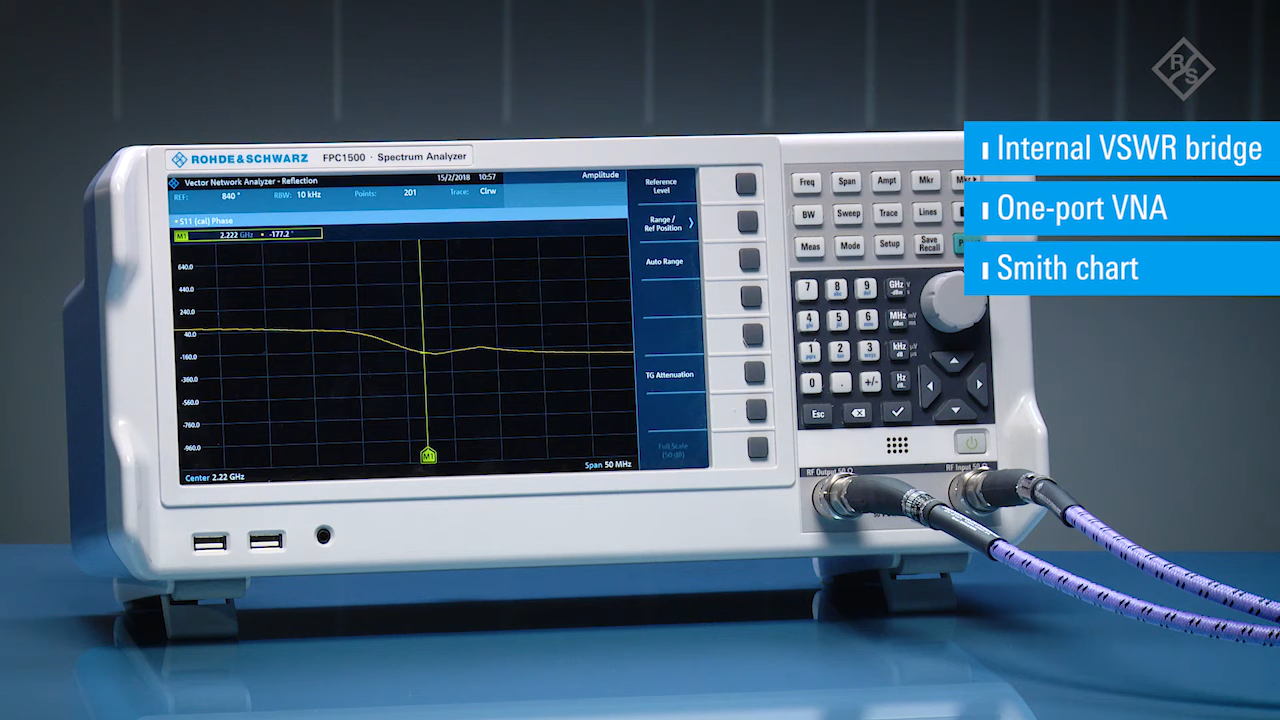 R S
Internal VSWR bridge
One-port VNA
Smith chart
ROHDE&SCHWARZ FPC1500 · Spectrum Analyzer
Vector Network Analyzer - Reflection 15/2/2018 10:57 Amplitude
REF: 840 ° RBW: 10 kHz Points: 201 Trace: Clrw
S11 (cal) Phase
M1 2.222 GHz • -177.2 °
640.0
440.0
240.0
40.0
-160.0
-360.0
-560.0
-760.0
-960.0
M1
Center 2.22 GHz Span 50 MHz
Reference
Level
Range /
Ref Position
Auto Range
TG Attenuation
Full Scale
(50 dB)
Freq Span Ampt Mkr
BW Sweep Trace Lines
Meas Mode Setup Save
Recall
7 8 9 GHz
-dBm
4 5 6 MHz
dBm
1 2 3 kHz
dB
0 . +/- Hz
dB..
Esc
RF Output 50 Ω RF Input 50 Ω